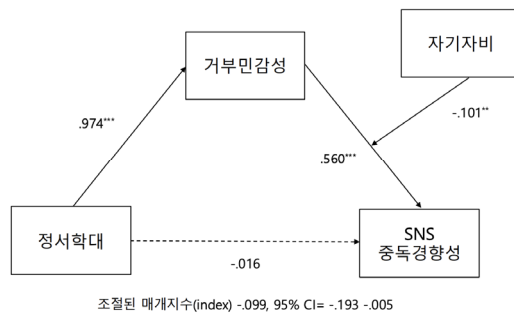 자기자비
거부민감성
.974***
-.101**
.560***
정서학대
SNS
중독경향성
-.016
조절된 매개지수(index) -.099, 95% CI= -.193 -.005